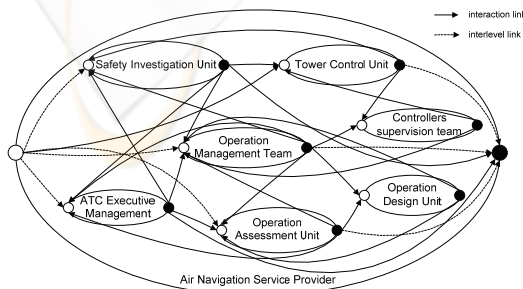 interaction link
interlevel link
Safety Investigation Unit
Tower Control Unit
Controllers
supervision team
Operation
Management Team
ATC Executive
Management
Operation
Design Unit
Operation
Assessment Unit
Air Navigation Service Provider